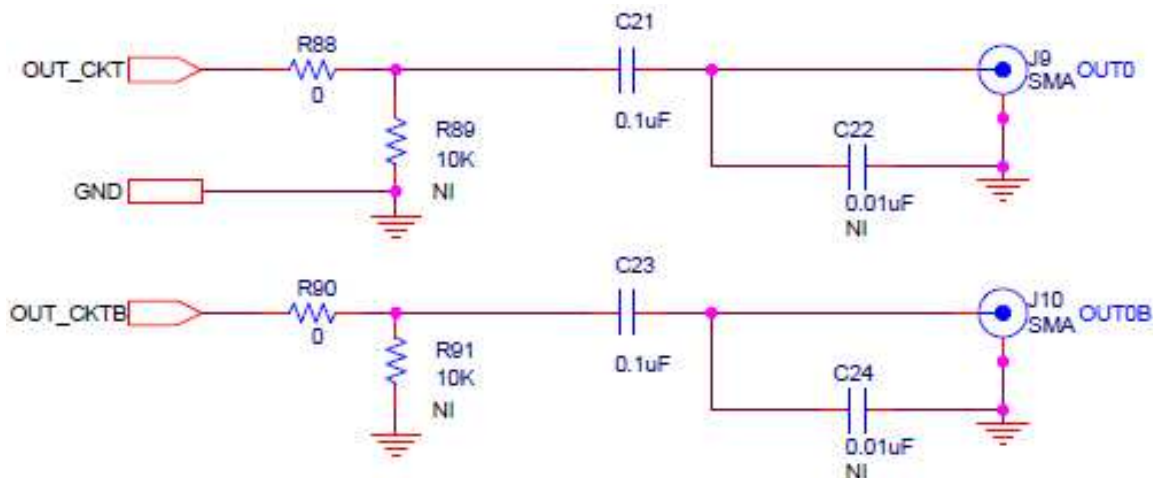 C21
R88
OUT_CKT
J9
OUT0
SMA
0
R89
0.1uF
C22
10K
GND
NI
0.01uF
NI
C23
R90
J10
OUT_CKTB
OUT0B
SMA
0
R91
0.1uF
C24
10K
NI
0.01uF
NI